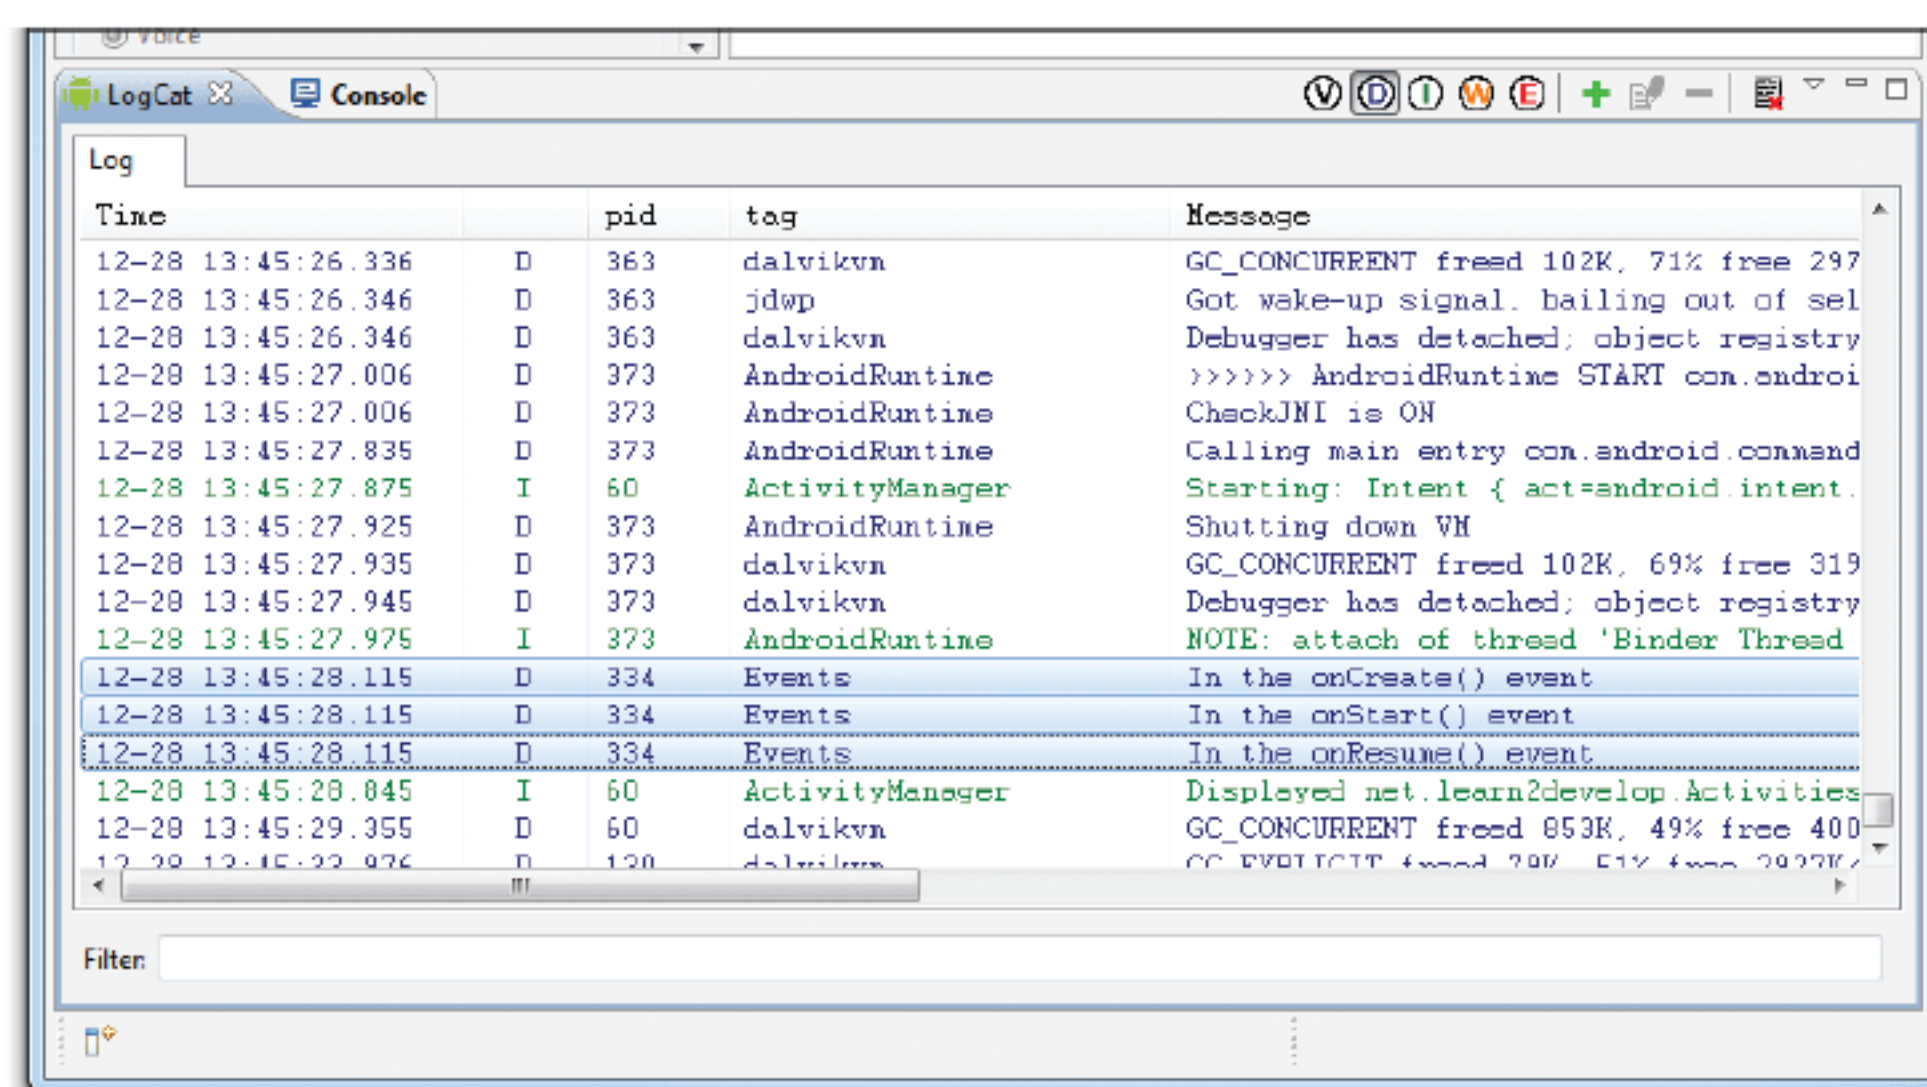 Voice
LogCat Console V D I W E
Log
Time pid tag Message
12-28 13:45:26.336 D 363 dalvikvm GC_CONCURRENT freed 102K, 71% free 297
12-28 13:45:26.346 D 363 jdwp Got wake-up signal. bailing out of sel
12-28 13:45:26.346 D 363 dalvikvm Debugger has detached; object registry
12-28 13:45:27.006 D 373 AndroidRuntime >>>>>> AndroidRuntime START com.androi
12-28 13:45:27.006 D 373 AndroidRuntime CheckJNI is ON
12-28 13:45:27.835 D 373 AndroidRuntime Calling main entry com.android.command
12-28 13:45:27.875 I 60 ActivityManager Starting: Intent { act=android.intent.
12-28 13:45:27.925 D 373 AndroidRuntime Shutting down VM
12-28 13:45:27.935 D 373 dalvikvm GC_CONCURRENT freed 102K, 69% free 319
12-28 13:45:27.945 D 373 dalvikvm Debugger has detached; object registry
12-28 13:45:27.975 I 373 AndroidRuntime NOTE: attach of thread 'Binder Thread
12-28 13:45:28.115 D 334 Events In the onCreate() event
12-28 13:45:28.115 D 334 Events In the onStart() event
12-28 13:45:28.115 D 334 Events In the onResume() event
12-28 13:45:28.845 I 60 ActivityManager Displayed net.learn2develop.Activities
12-28 13:45:29.355 D 60 dalvikvm GC_CONCURRENT freed 853K, 49% free 400
D dalvikvm GC_EXPLICIT freed 51% free
Filter: